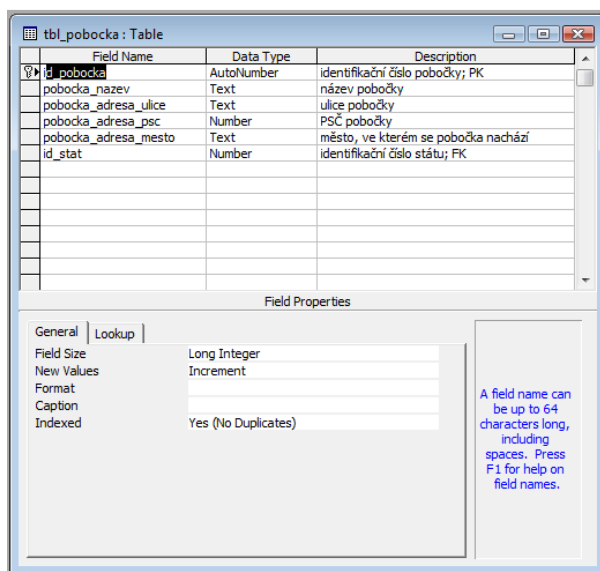 tbl_pobocka : Table
Field Name Data Type Description
id_pobocka AutoNumber identifikační číslo pobočky; PK
pobocka_nazev Text název pobočky
pobocka_adresa_ulice Text ulice pobočky
pobocka_adresa_psc Number PSČ pobočky
pobocka_adresa_mesto Text město, ve kterém se pobočka nachází
id_stat Number identifikační číslo státu; FK
Field Properties
General Lookup
Field Size Long Integer
New Values Increment
Format
Caption
Indexed Yes (No Duplicates)
A field name can
be up to 64
characters long,
including
spaces. Press
F1 for help on
field names.